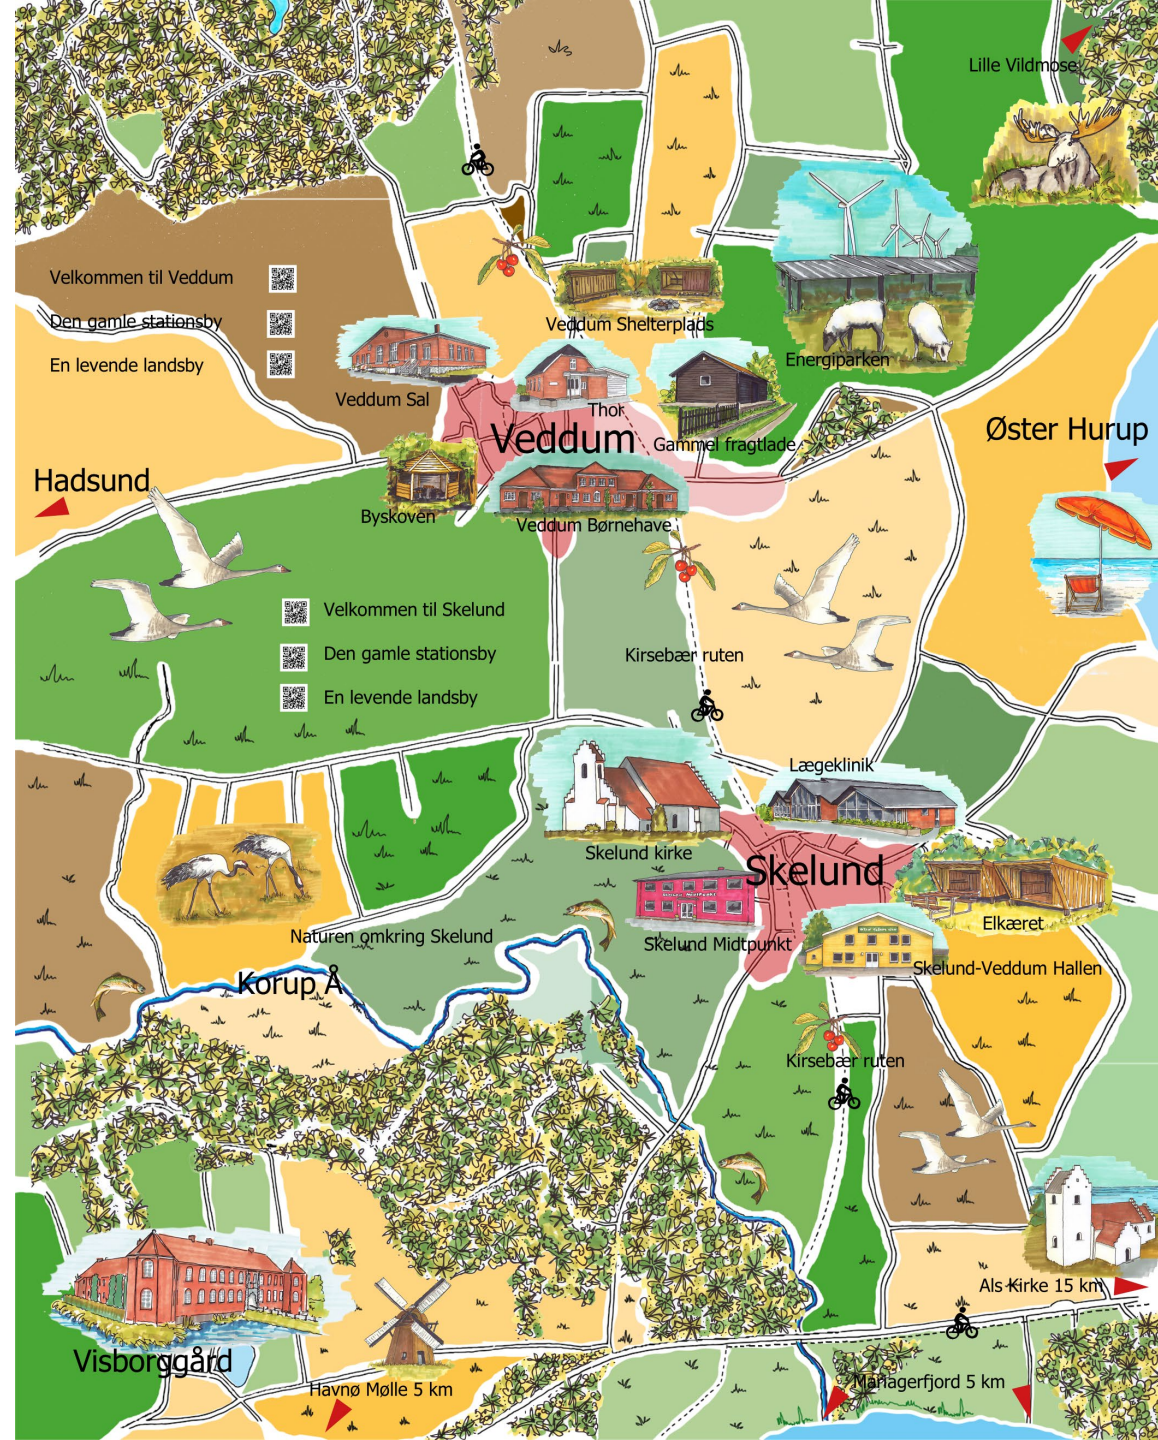 Lille Vildmose
Velkommen til Veddum
Den gamle stationsby
En levende landsby
Veddum Shelterplads
Energiparken
Veddum Sal
Thor
Veddum
Gammel fragtlade
Øster Hurup
Hadsund
Byskoven
Veddum Børnehave
Velkommen til Skelund
Den gamle stationsby
En levende landsby
Kirsebær ruten
Lægeklinik
Skelund kirke
Skelund
Elkæret
Naturen omkring Skelund
Skelund Midtpunkt
Skelund-Veddum Hallen
Korup Å
Kirsebær ruten
Als Kirke 15 km
Visborggård
Havnø Mølle 5 km
Mariagerfjord 5 km